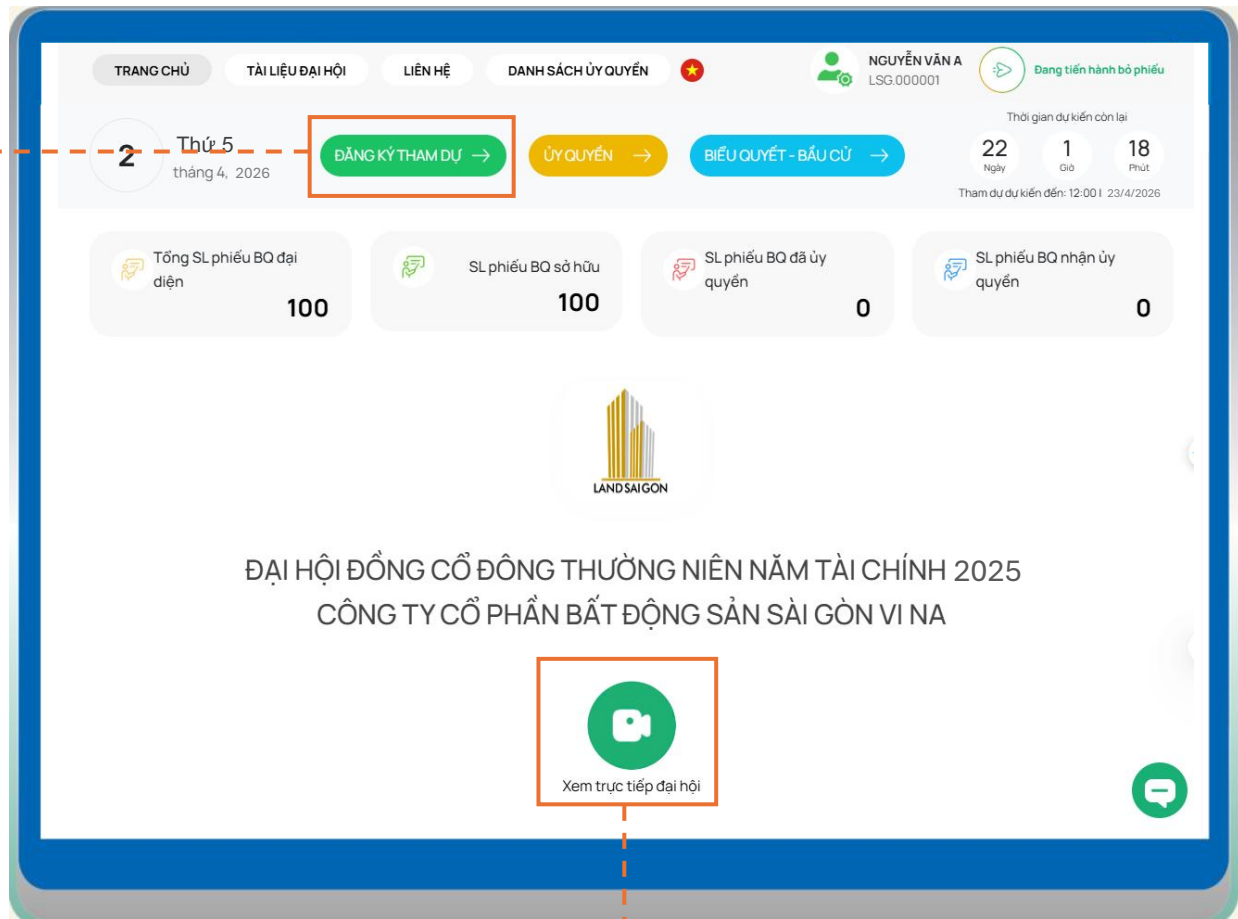 TRANG CHỦ
TÀI LIỆU ĐẠI HỘI
LIÊN HỆ
DANH SÁCH ỦY QUYỀN
NGUYỄN VĂN A
LSG.000001
Đang tiến hành bỏ phiếu
2
Thứ 5
tháng 4, 2026
ĐĂNG KÝ THAM DỰ →
ỦY QUYỀN →
BIỂU QUYẾT - BẦU CỬ →
Thời gian dự kiến còn lại
22 1 18
Ngày Giờ Phút
Tham dự dự kiến đến: 12:00 I 23/4/2026
Tổng SL phiếu BQ đại
diện
100
SL phiếu BQ sở hữu
100
SL phiếu BQ đã ủy
quyền
0
SL phiếu BQ nhận ủy
quyền
0
LANDSAIGON
ĐẠI HỘI ĐỒNG CỔ ĐÔNG THƯỜNG NIÊN NĂM TÀI CHÍNH 2025
CÔNG TY CỔ PHẦN BẤT ĐỘNG SẢN SÀI GÒN VI NA
Xem trực tiếp đại hội